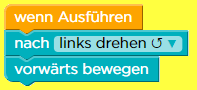 wenn Ausführen
nach links drehen ↺ ▼
vorwärts bewegen